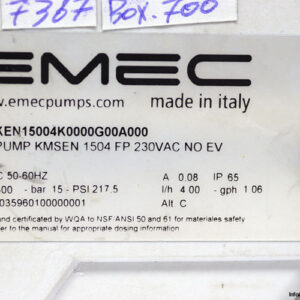 7367 Box.700
EMEC
w.emecpumps.com made in italy
KEN15004K0000G00A000
PUMP KMSEN 1504 FP 230VAC NO EV
C 50-60HZ A 0.08 IP 65
- bar 15 - PSI 217.5 l/h 4.00 - gph 1.06
035960100000001 Alt C
and certified by WQA to NSF ANSI 50 and 61 for materials safety
er to the manual for appropriate dosing information